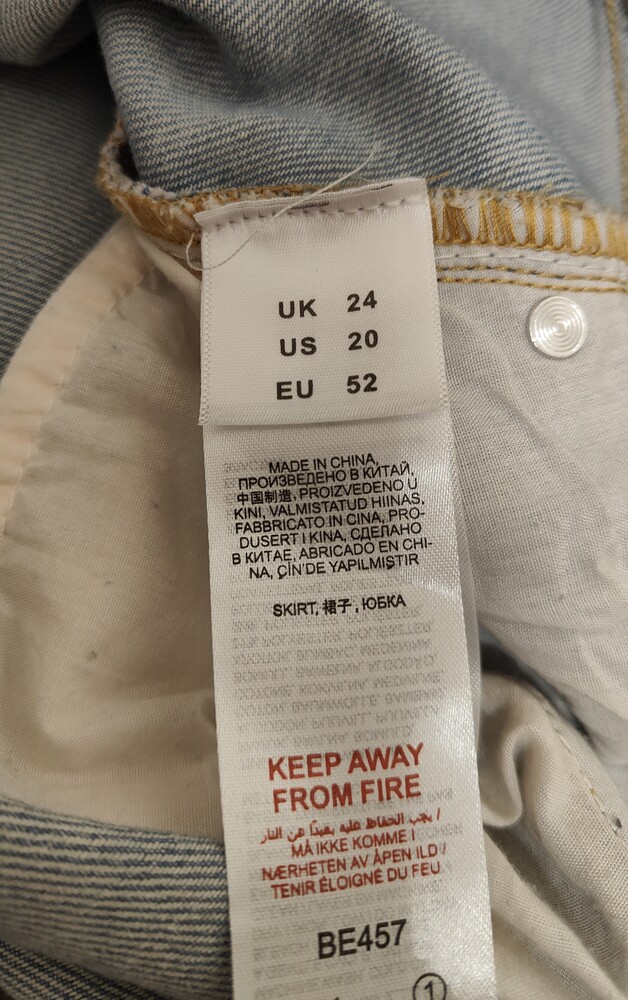 UK 24
US 20
EU 52
MADE IN CHINA,
ПРОИЗВЕДЕНО В КИТАЙ,
中国制造, PROIZVEDENO U
KINI, VALMISTATUD HIINAS,
FABBRICATO IN CINA, PRO-
DUSERT I KINA, СДЕЛАНО
В КИТАЕ, ABRICADO EN CHI-
NA, ÇİN'DE YAPILMIŞTIR
SKIRT, 裙子, ЮБКА
KEEP AWAY
FROM FIRE
/ يجب الحفاظ عليه بعيدًا عن النار
MÅ IKKE KOMME I
NÆRHETEN AV ÅPEN ILD /
TENIR ÉLOIGNÉ DU FEU
BE457
1